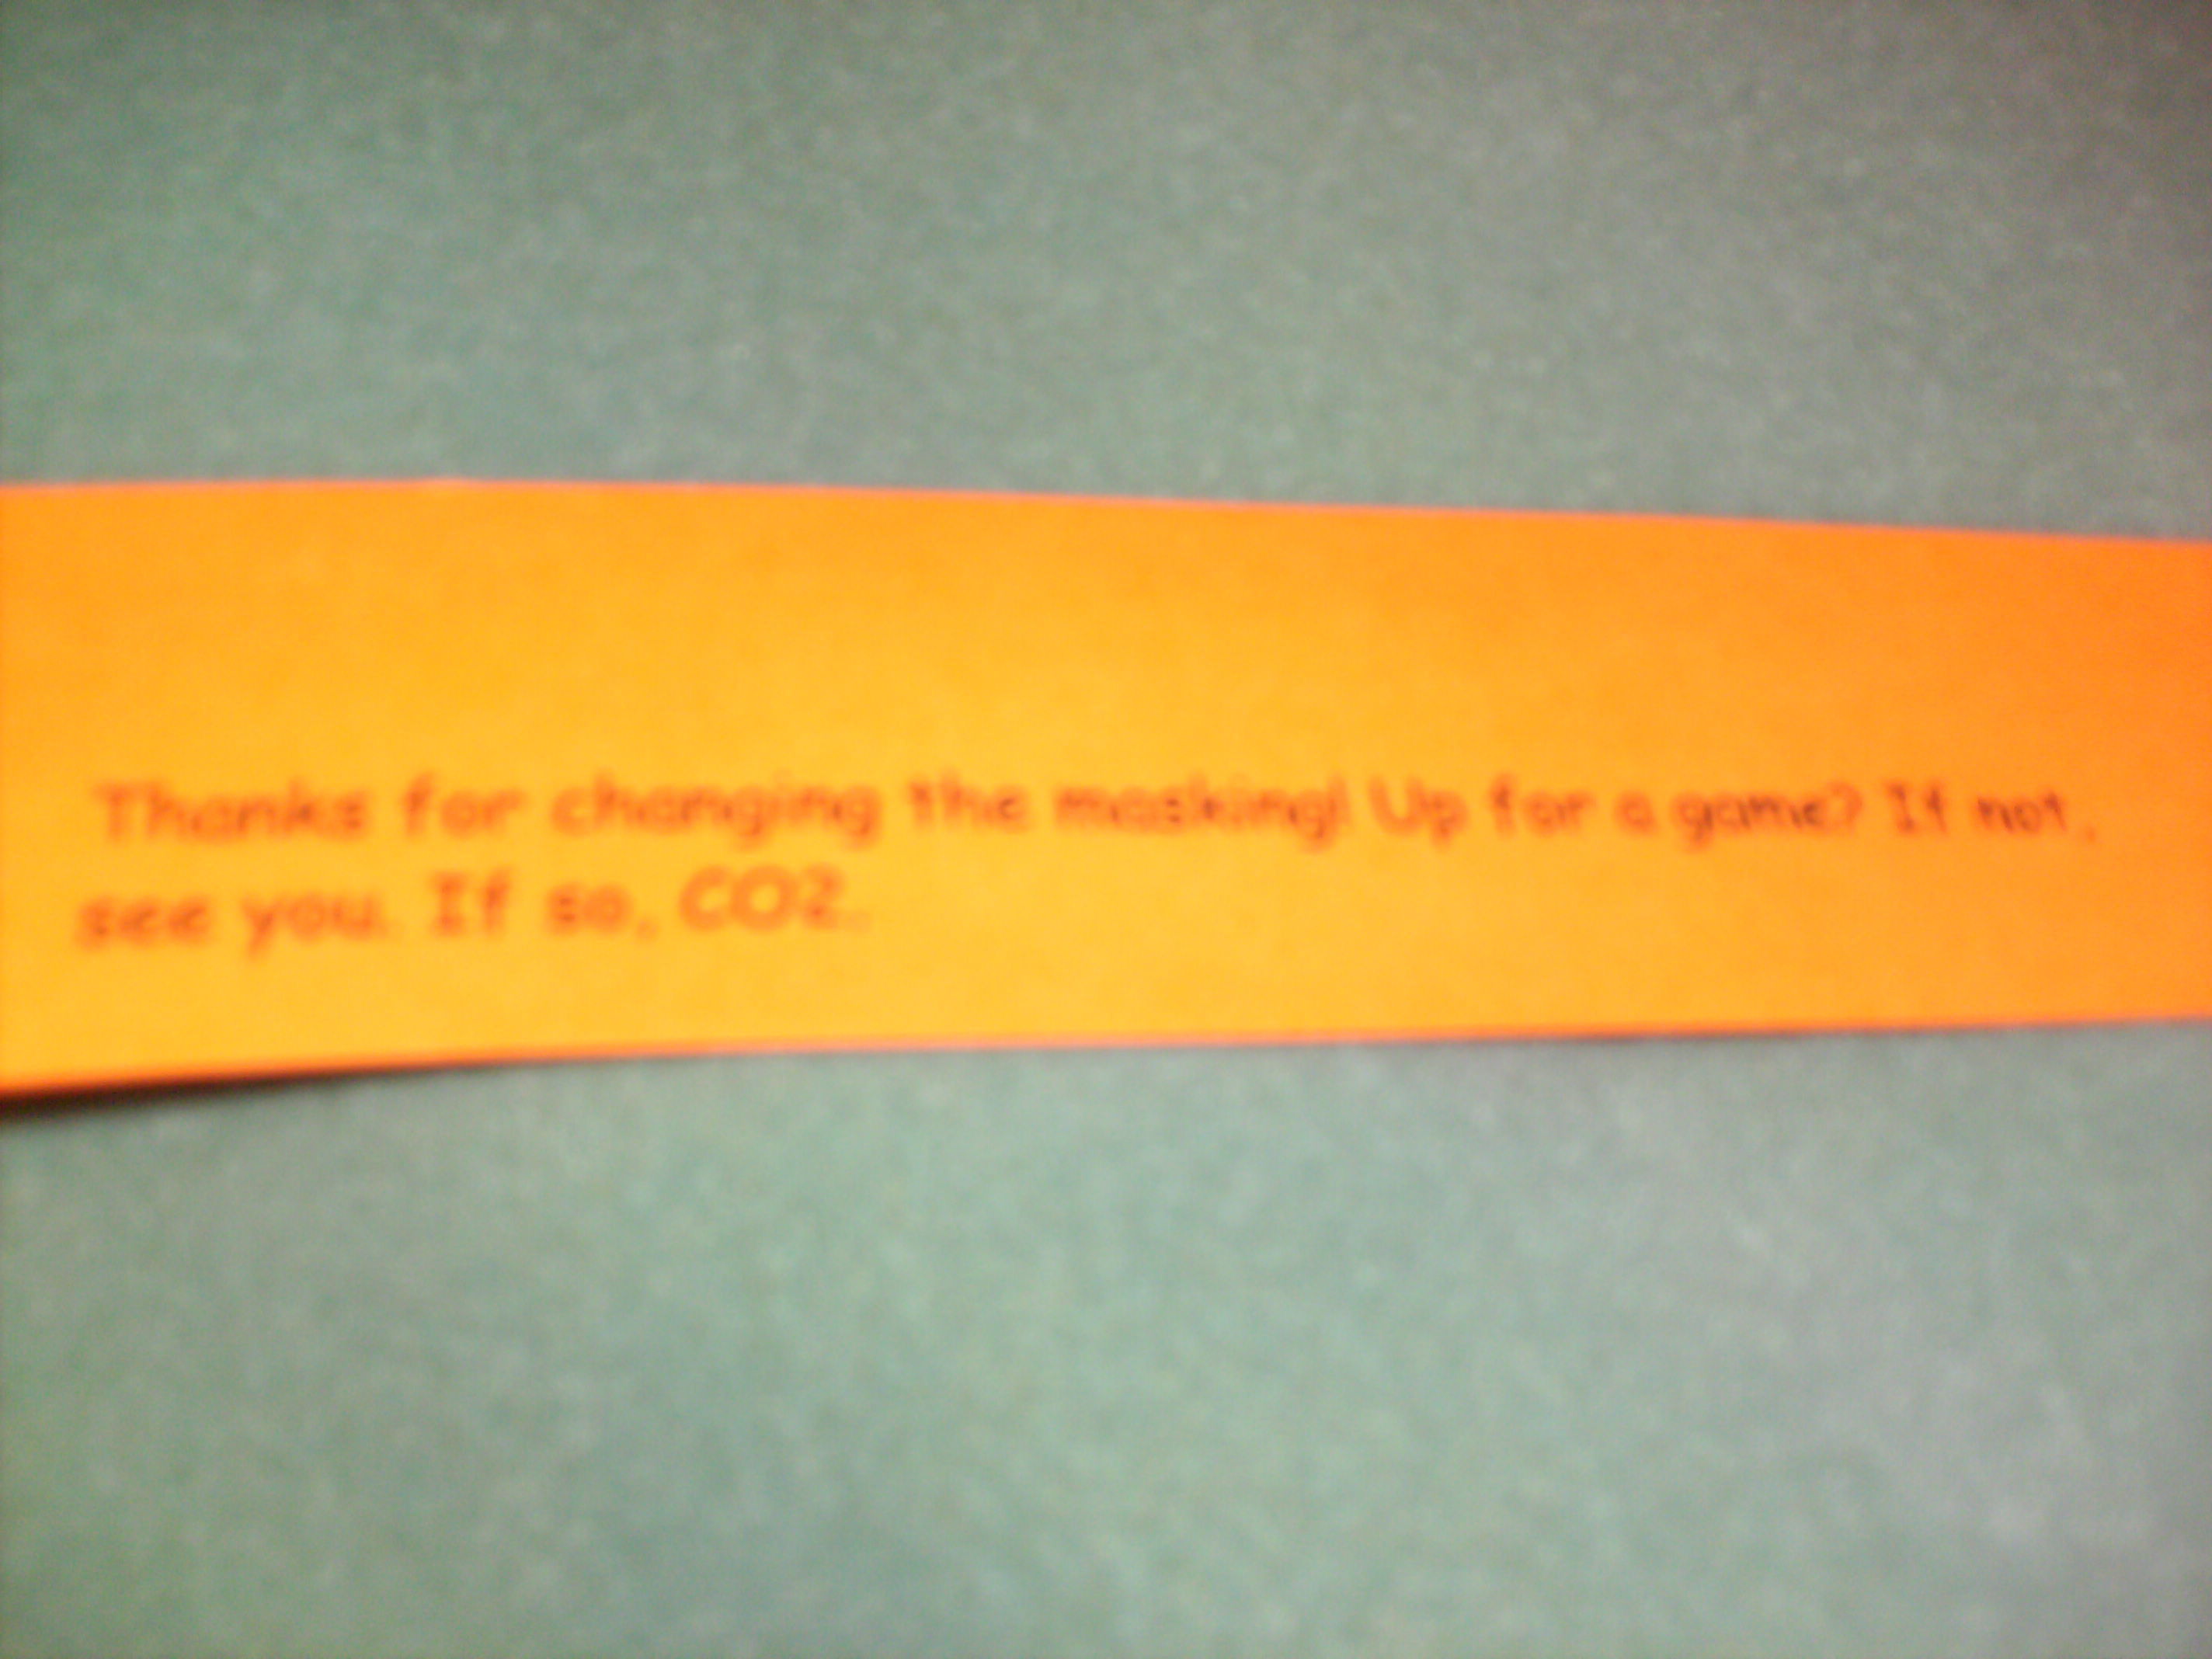 Thanks for changing the masking! Up for a game? If not,
see you. If so, CO2.